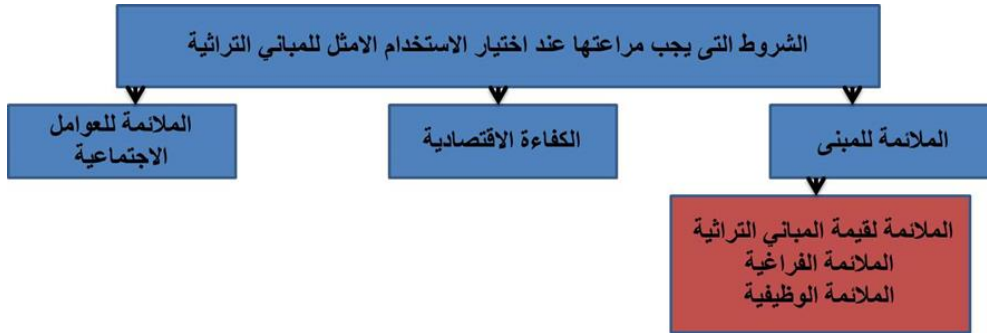 الشروط التى يجب مراعتها عند اختيار الاستخدام الامثل للمباني التراثية
الملائمة للمبنى
الكفاءة الاقتصادية
الملائمة للعوامل
الاجتماعية
الملائمة لقيمة المباني التراثية
الملائمة الفراغية
الملائمة الوظيفية